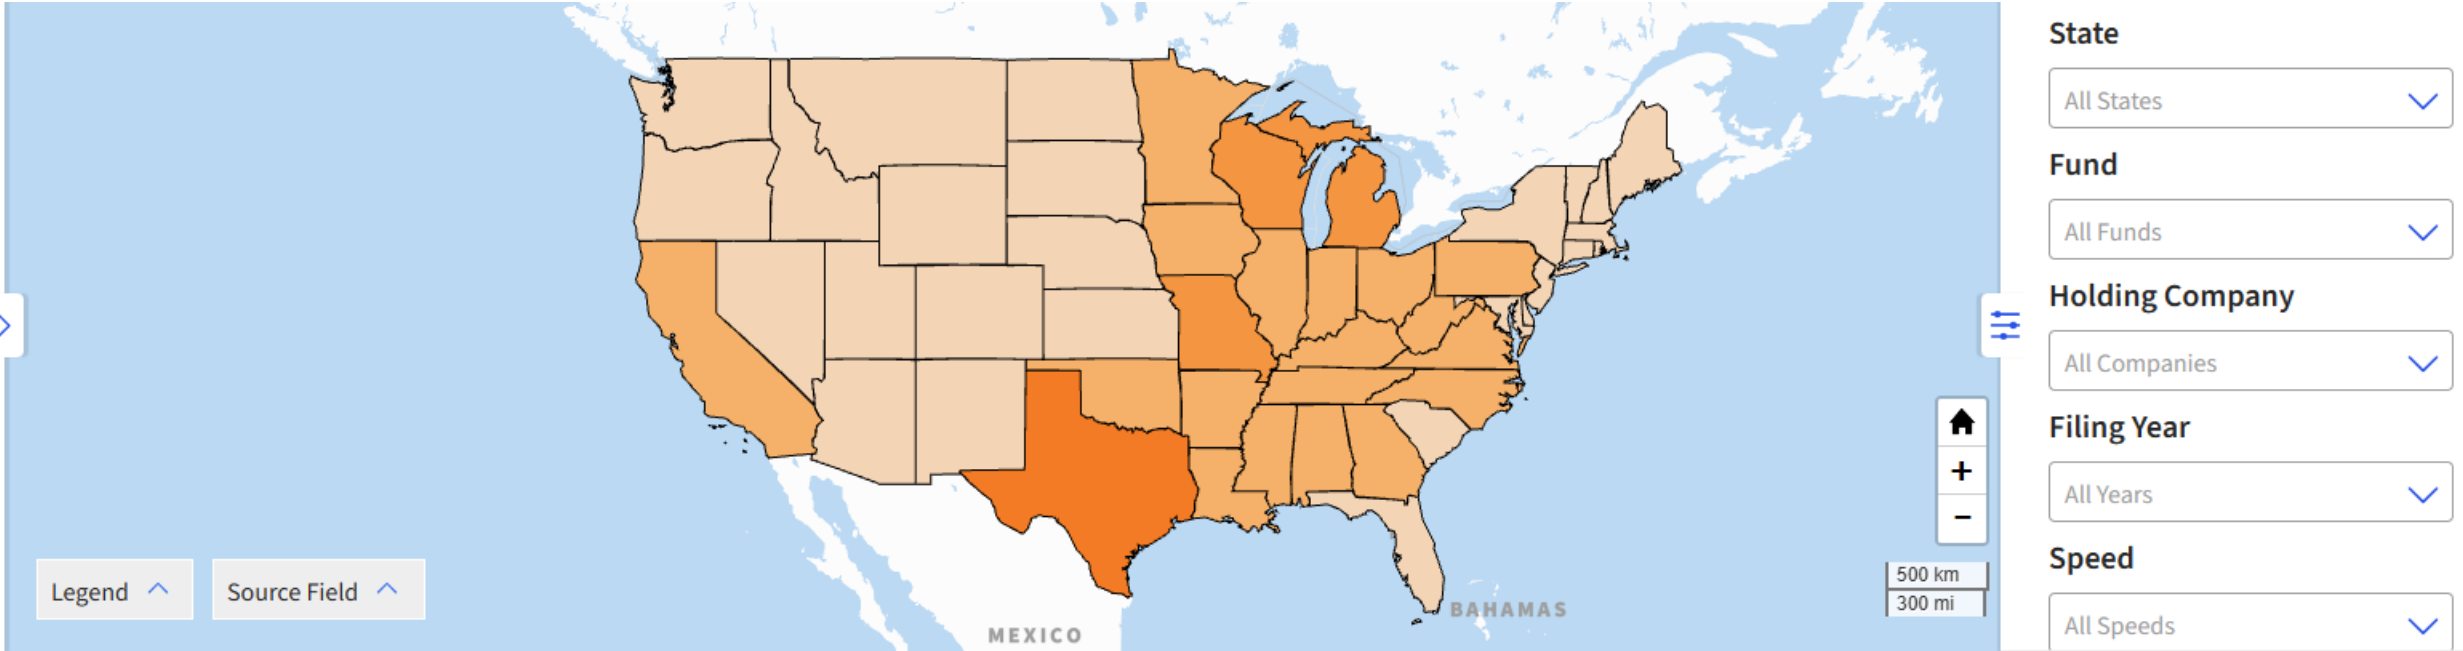 State
All States
Fund
All Funds
Holding Company
All Companies
Filing Year
All Years
Speed
All Speeds
+
−
500 km
300 mi
Legend
Source Field
BAHAMAS
MEXICO